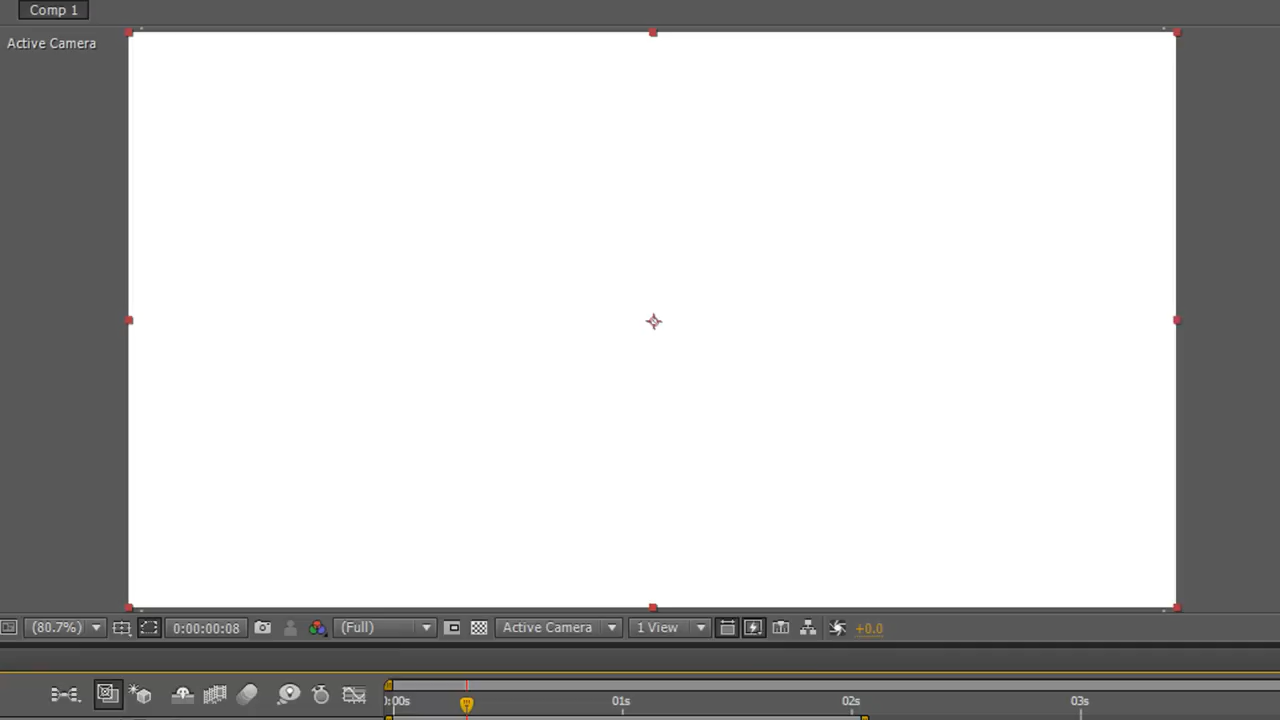 Comp 1
Active Camera
(80.7%) 0:00:00:08 (Full) Active Camera 1 View +0.0
):00s 01s 02s 03s